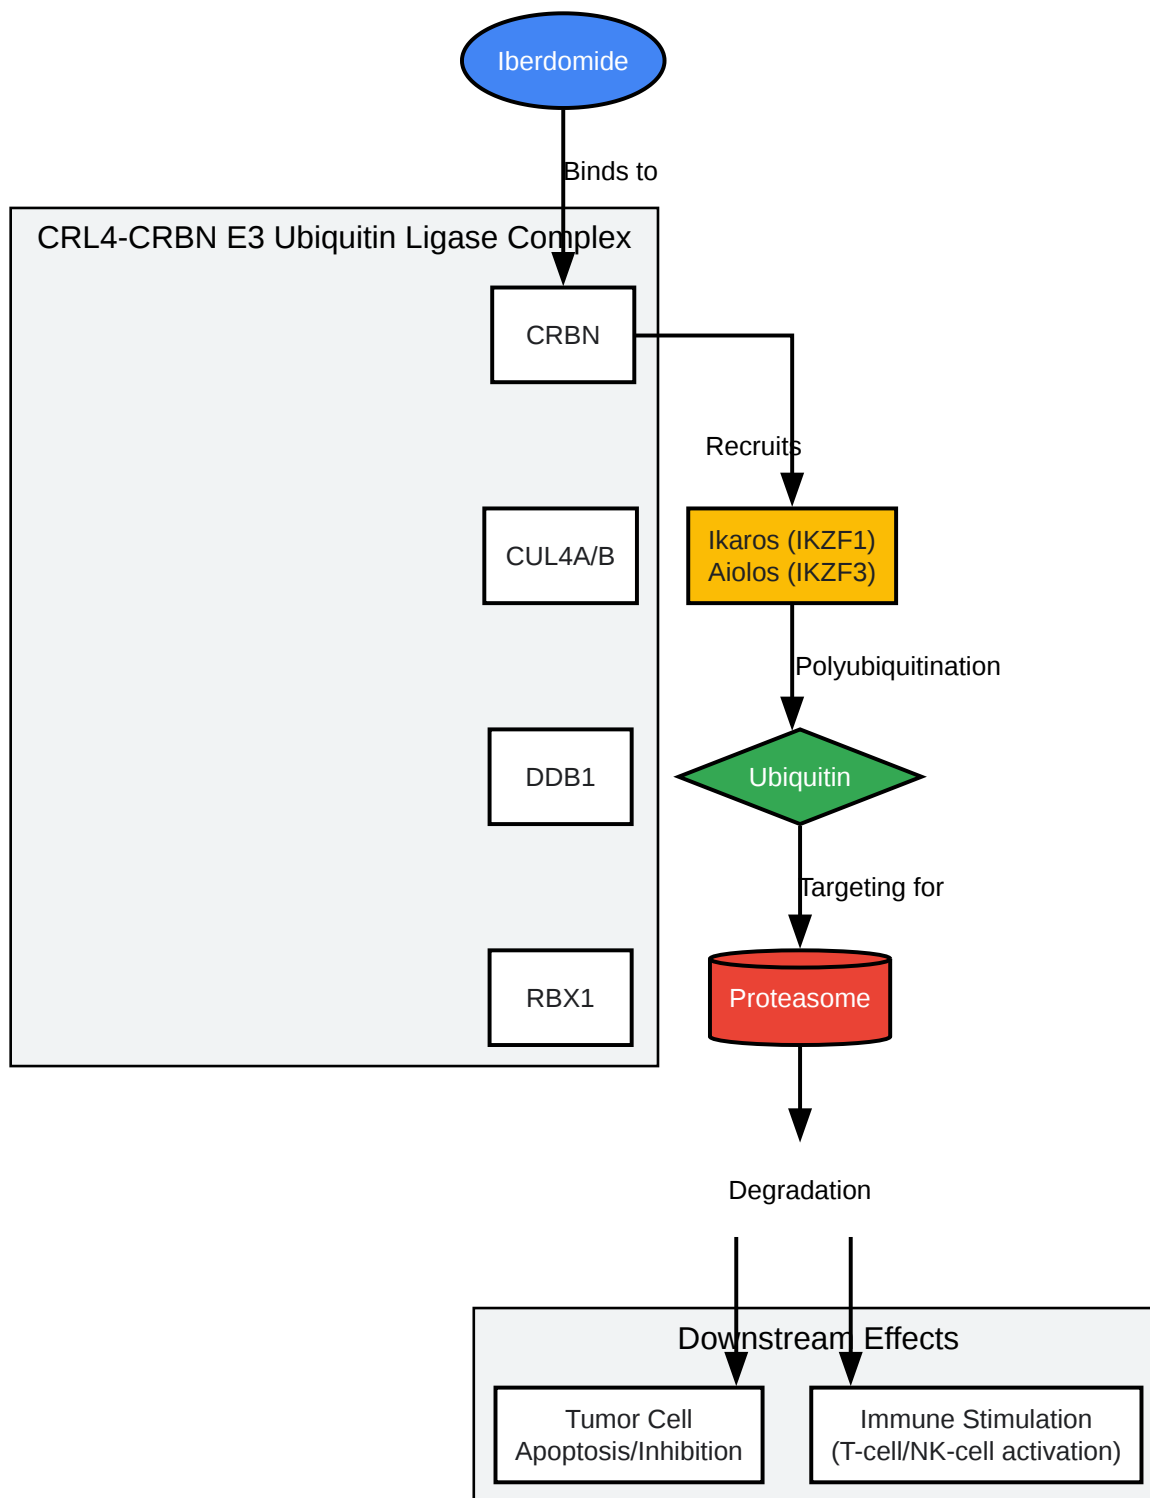 Iberdomide
Binds to
CRL4-CRBN E3 Ubiquitin Ligase Complex
CRBN
Recruits
CUL4A/B
Ikaros (IKZF1)
Aiolos (IKZF3)
Polyubiquitination
DDB1
Ubiquitin
Targeting for
RBX1
Proteasome
Degradation
Downstream Effects
Tumor Cell
Apoptosis/Inhibition
Immune Stimulation
(T-cell/NK-cell activation)